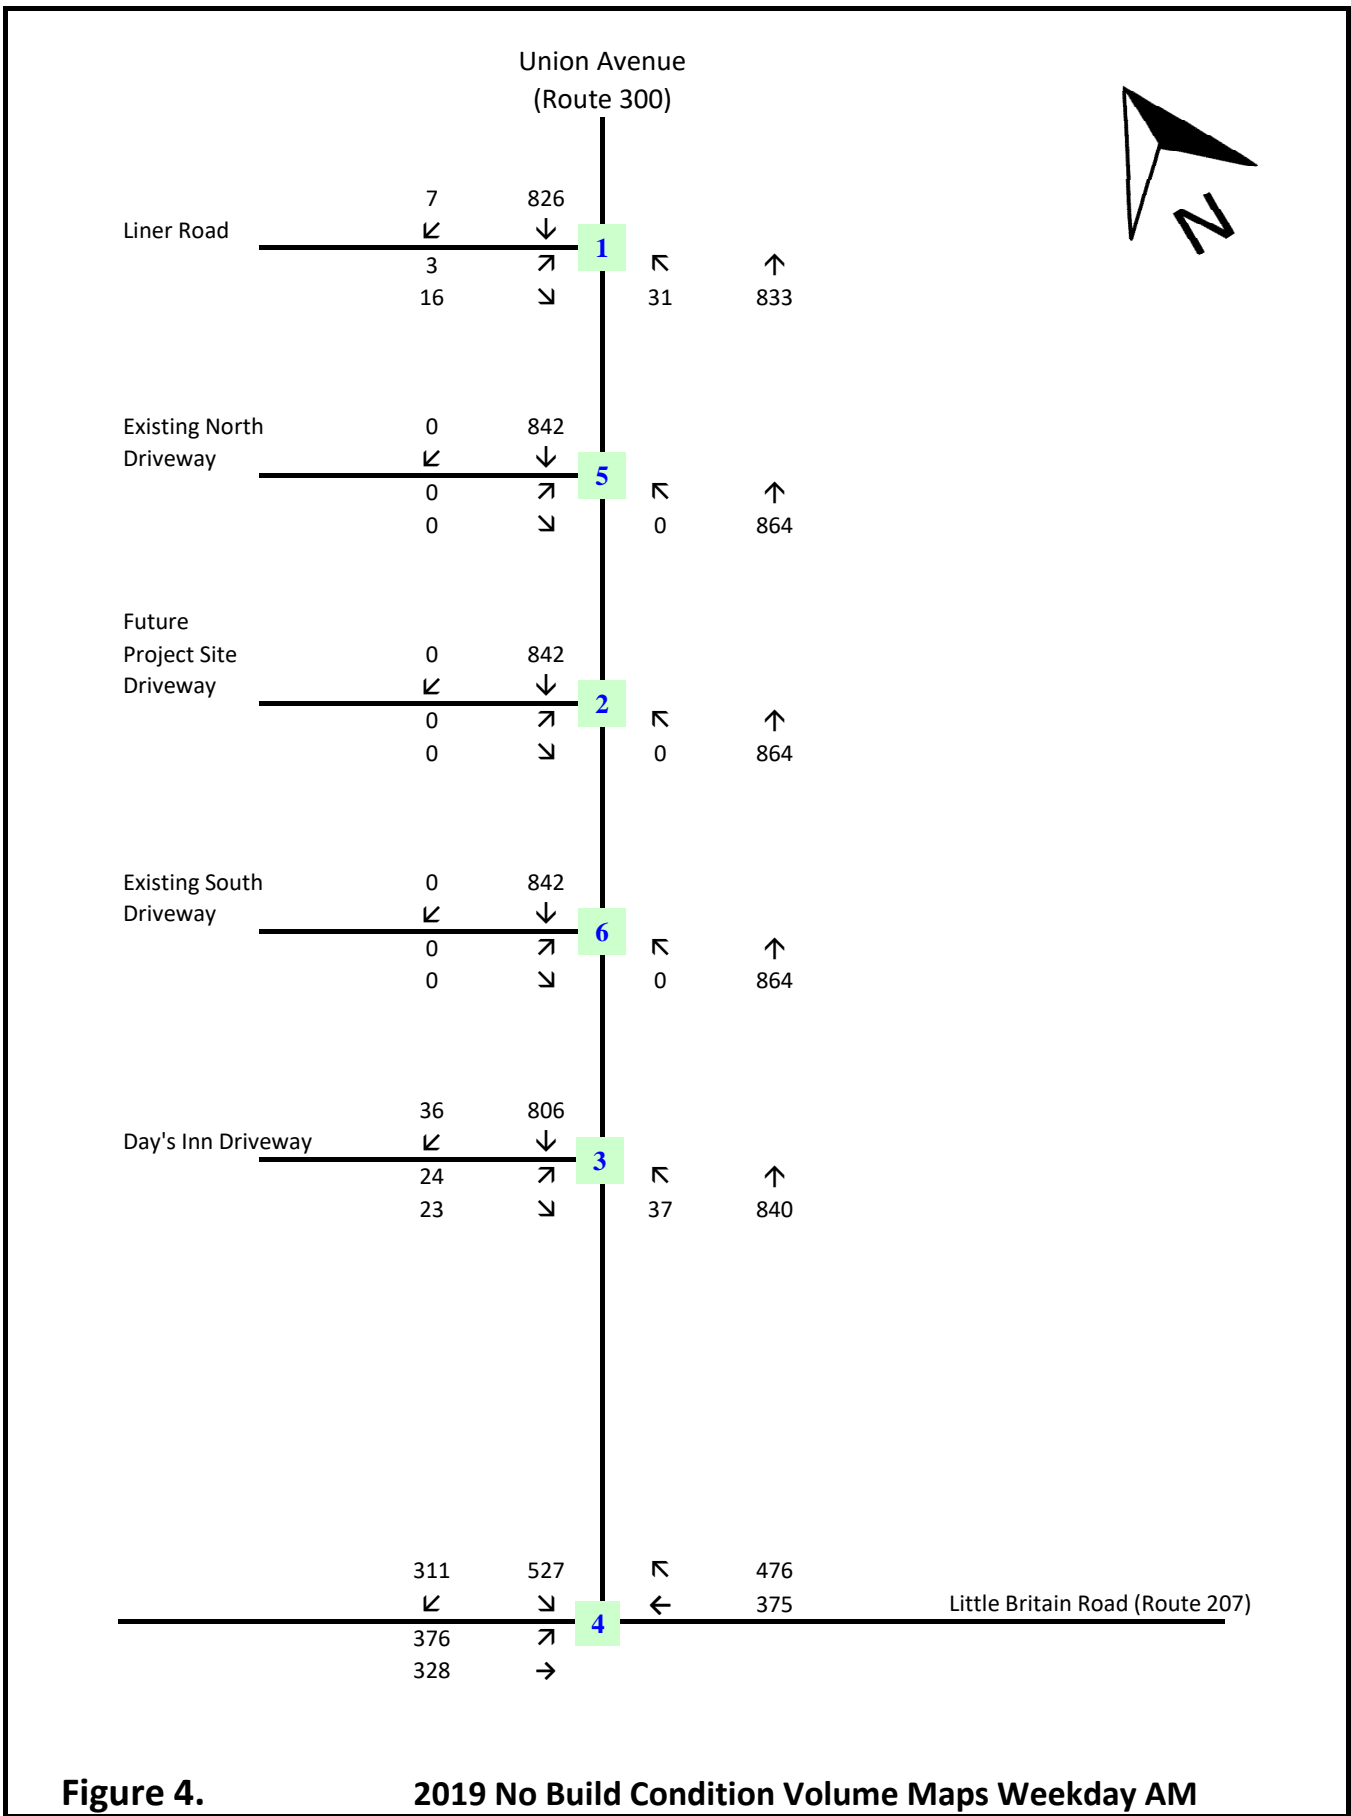 Union Avenue
(Route 300)
N
7 826
Liner Road ↙ ↓
1
3 ↗ ↖ ↑
16 ↘ 31 833
Existing North 0 842
Driveway ↙ ↓
5
0 ↗ ↖ ↑
0 ↘ 0 864
Future
Project Site 0 842
Driveway ↙ ↓
2
0 ↗ ↖ ↑
0 ↘ 0 864
Existing South 0 842
Driveway ↙ ↓
6
0 ↗ ↖ ↑
0 ↘ 0 864
36 806
Day's Inn Driveway ↙ ↓
3
24 ↗ ↖ ↑
23 ↘ 37 840
311 527 ↖ 476
↙ ↘ ← 375 Little Britain Road (Route 207)
4
376 ↗
328 →
Figure 4. 2019 No Build Condition Volume Maps Weekday AM